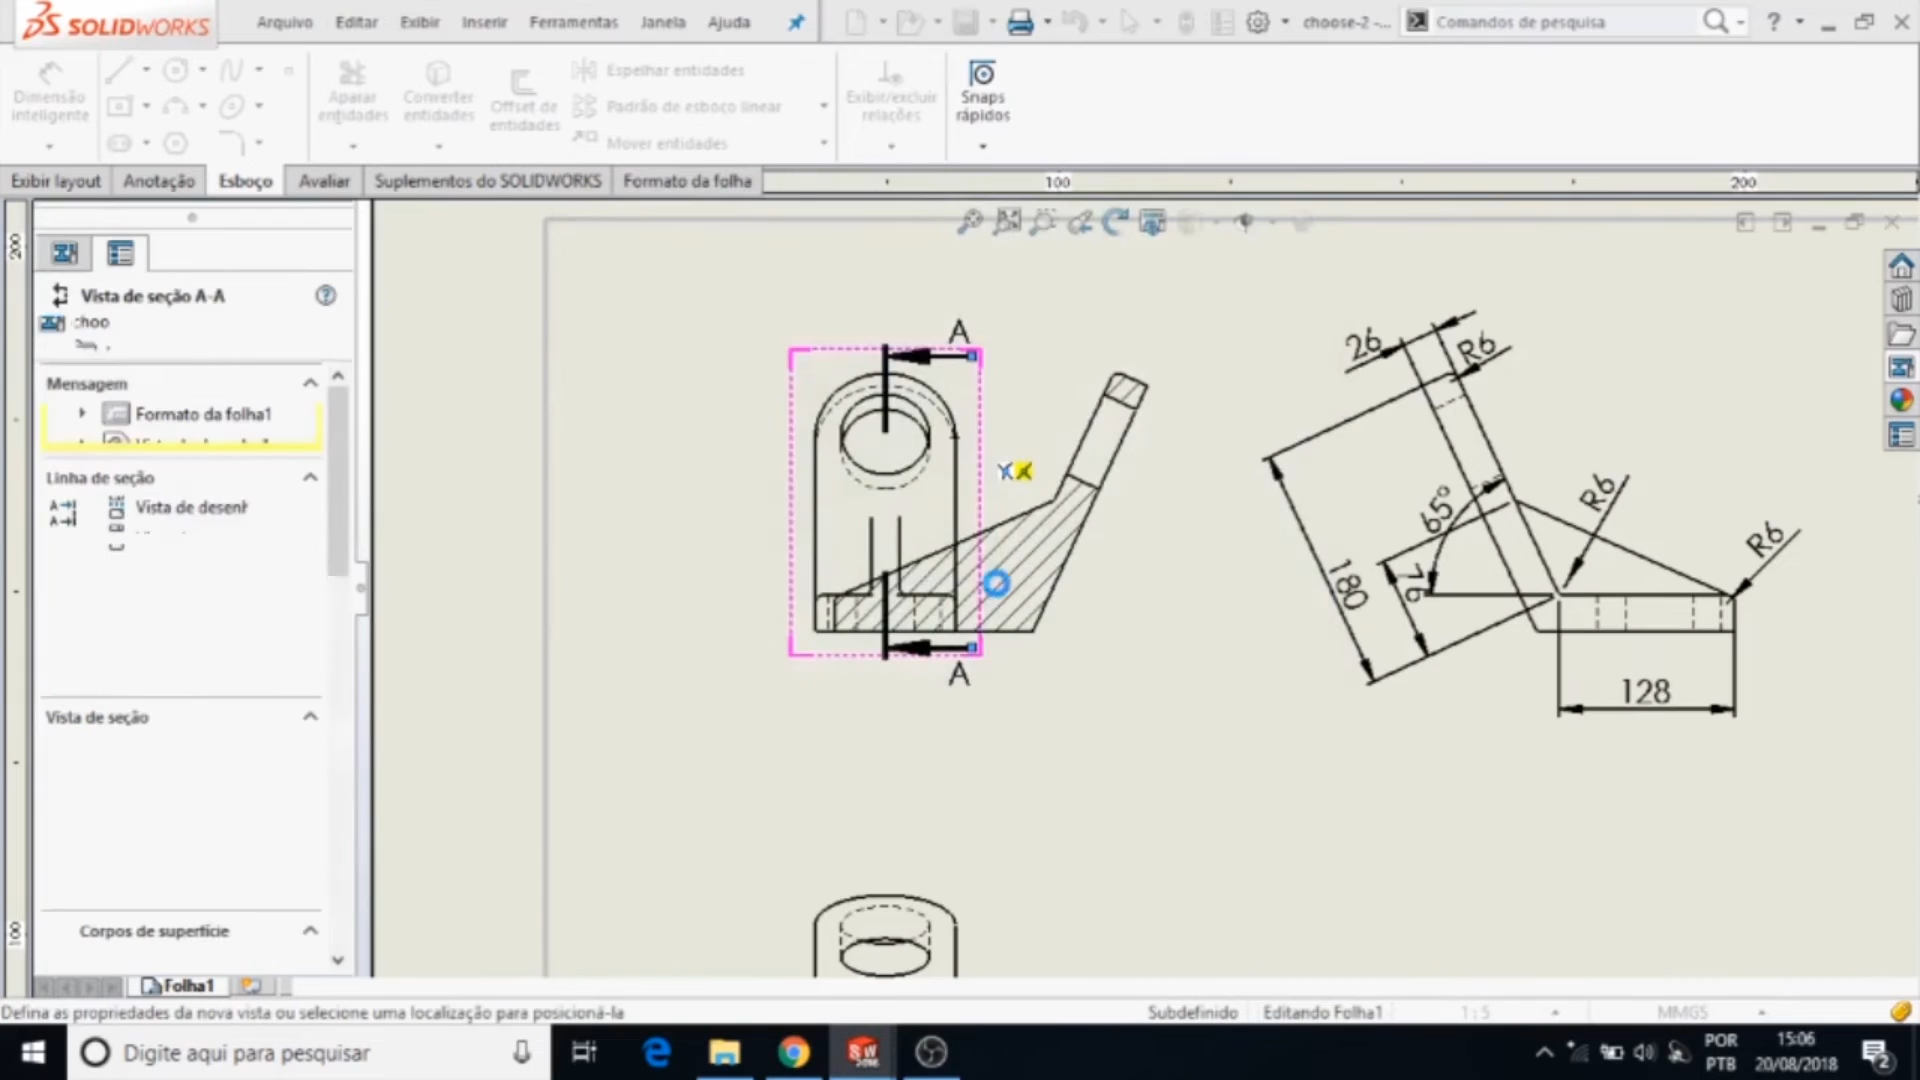 SOLIDWORKS
Arquivo Editar Exibir Inserir Ferramentas Janela Ajuda
choose-2 -...
Comandos de pesquisa
?
Dimensão inteligente
Aparar entidades
Converter entidades
Offset de entidades
Espelhar entidades
Padrão de esboço linear
Mover entidades
Exibir/excluir relações
Snaps rápidos
Exibir layout Anotação Esboço Avaliar Suplementos do SOLIDWORKS Formato da folha
100
200
200
100
Vista de seção A-A
?
choo
Mensagem
Formato da folha1
Linha de seção
Vista de desenh
Vista de seção
Corpos de superfície
A
A
26
R6
65°
R6
R6
180
97
128
Folha1
Defina as propriedades da nova vista ou selecione uma localização para posicioná-la
Subdefinido Editando Folha1 1:5 MMGS
Digite aqui para pesquisar
POR
PTB
15:06
20/08/2018
2